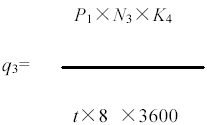 P₁×N₃×K₄
q₃=
t×8 ×3600